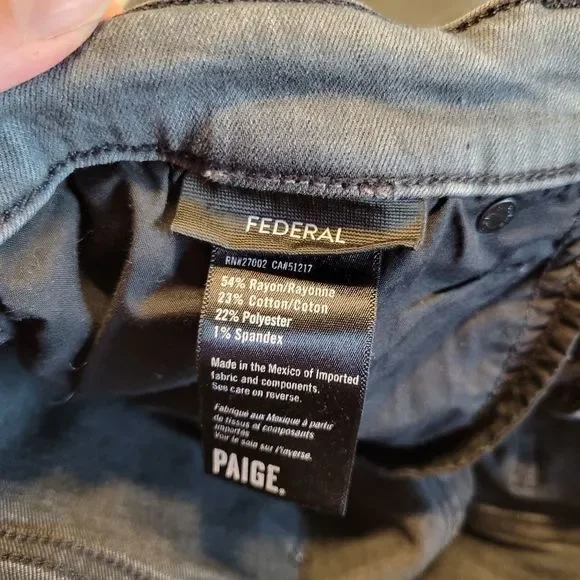 FEDERAL
RN#27002 CA#51217
54% Rayon/Rayonne
23% Cotton/Coton
22% Polyester
1% Spandex
Made in the Mexico of Imported
fabric and components.
See care on reverse.
Fabriqué aux Mexique à partir
de tissus et composants
importés
Voir le soin sur l'averse.
PAIGE.